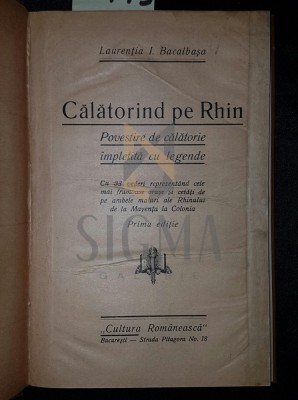 Laurenția I. Bacalbașa
Călătorind pe Rhin
Povestire de călătorie
împletită cu legende
Cu vederi reprezentând cele
mai frumoase orașe și cetăți de
pe ambele maluri ale Rhinului
de la Mayența la Colonia
Prima ediție
SIGMA
„Cultura Românească"
București — Strada Pitagora No. 18